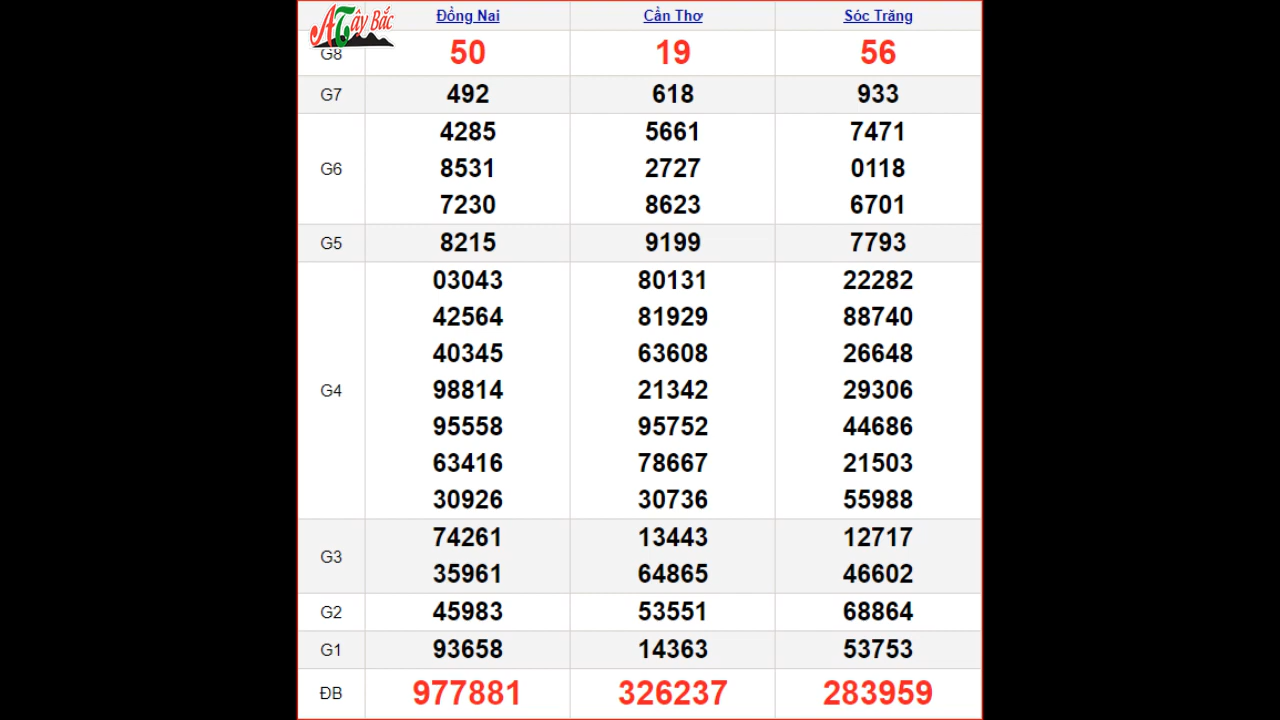 ATây Bắc
Đồng Nai Cần Thơ Sóc Trăng
G8 50 19 56
G7 492 618 933
4285 5661 7471
G6 8531 2727 0118
7230 8623 6701
G5 8215 9199 7793
03043 80131 22282
42564 81929 88740
40345 63608 26648
G4 98814 21342 29306
95558 95752 44686
63416 78667 21503
30926 30736 55988
G3 74261 13443 12717
35961 64865 46602
G2 45983 53551 68864
G1 93658 14363 53753
ĐB 977881 326237 283959